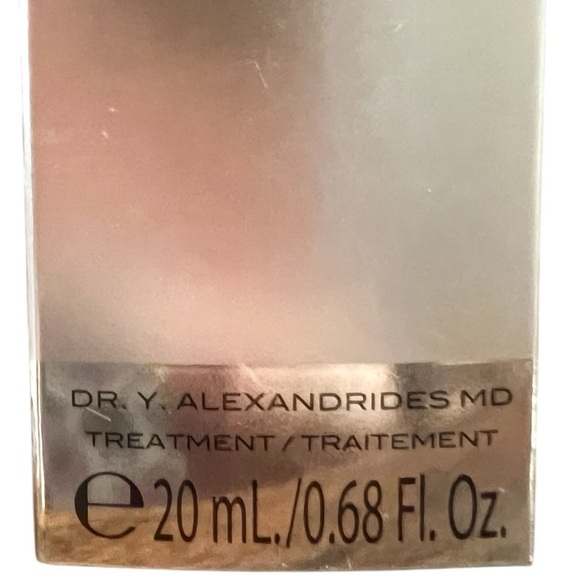 DR. Y. ALEXANDRIDES MD
TREATMENT / TRAITEMENT
℮ 20 mL./0.68 Fl. Oz.